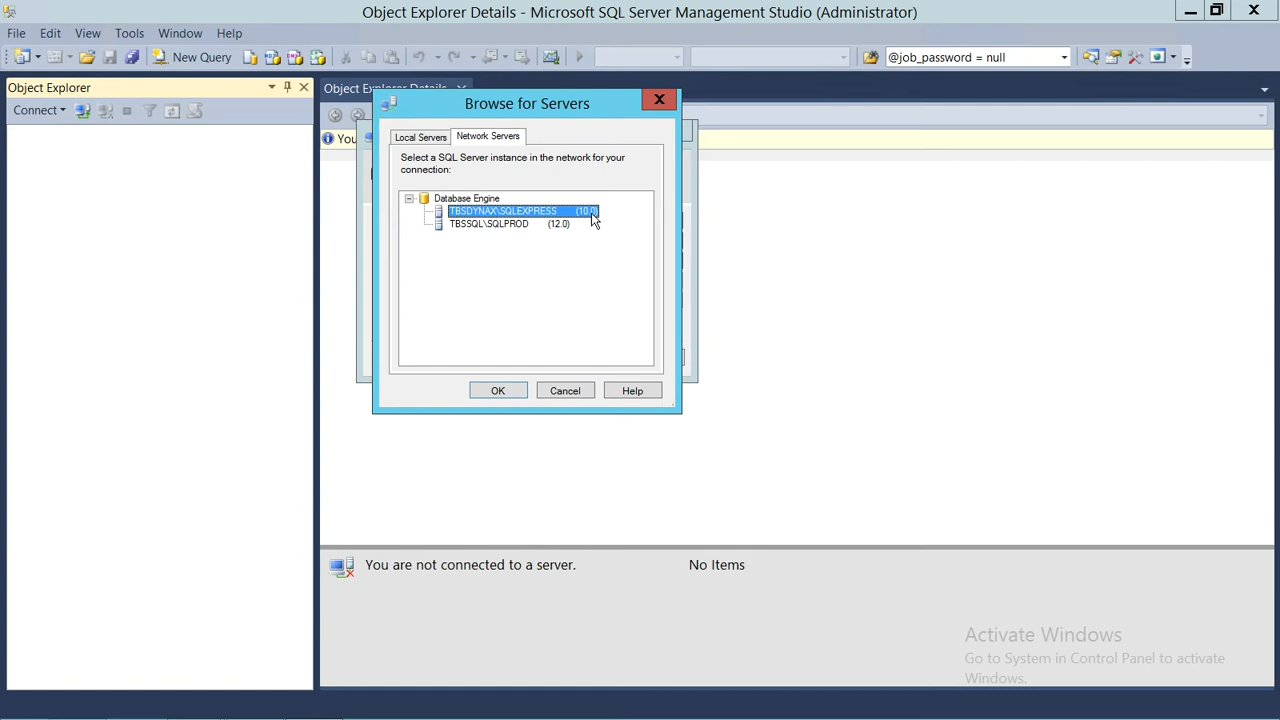 Object Explorer Details - Microsoft SQL Server Management Studio (Administrator)
File Edit View Tools Window Help
New Query @job_password = null
Object Explorer
Object Explorer Details
Connect
You
Browse for Servers
Local Servers Network Servers
Select a SQL Server instance in the network for your
connection:
Database Engine
TBSDYNAX\SQLEXPRESS (10.0)
TBSSQL\SQLPROD (12.0)
OK Cancel Help
You are not connected to a server. No Items
Activate Windows
Go to System in Control Panel to activate
Windows.